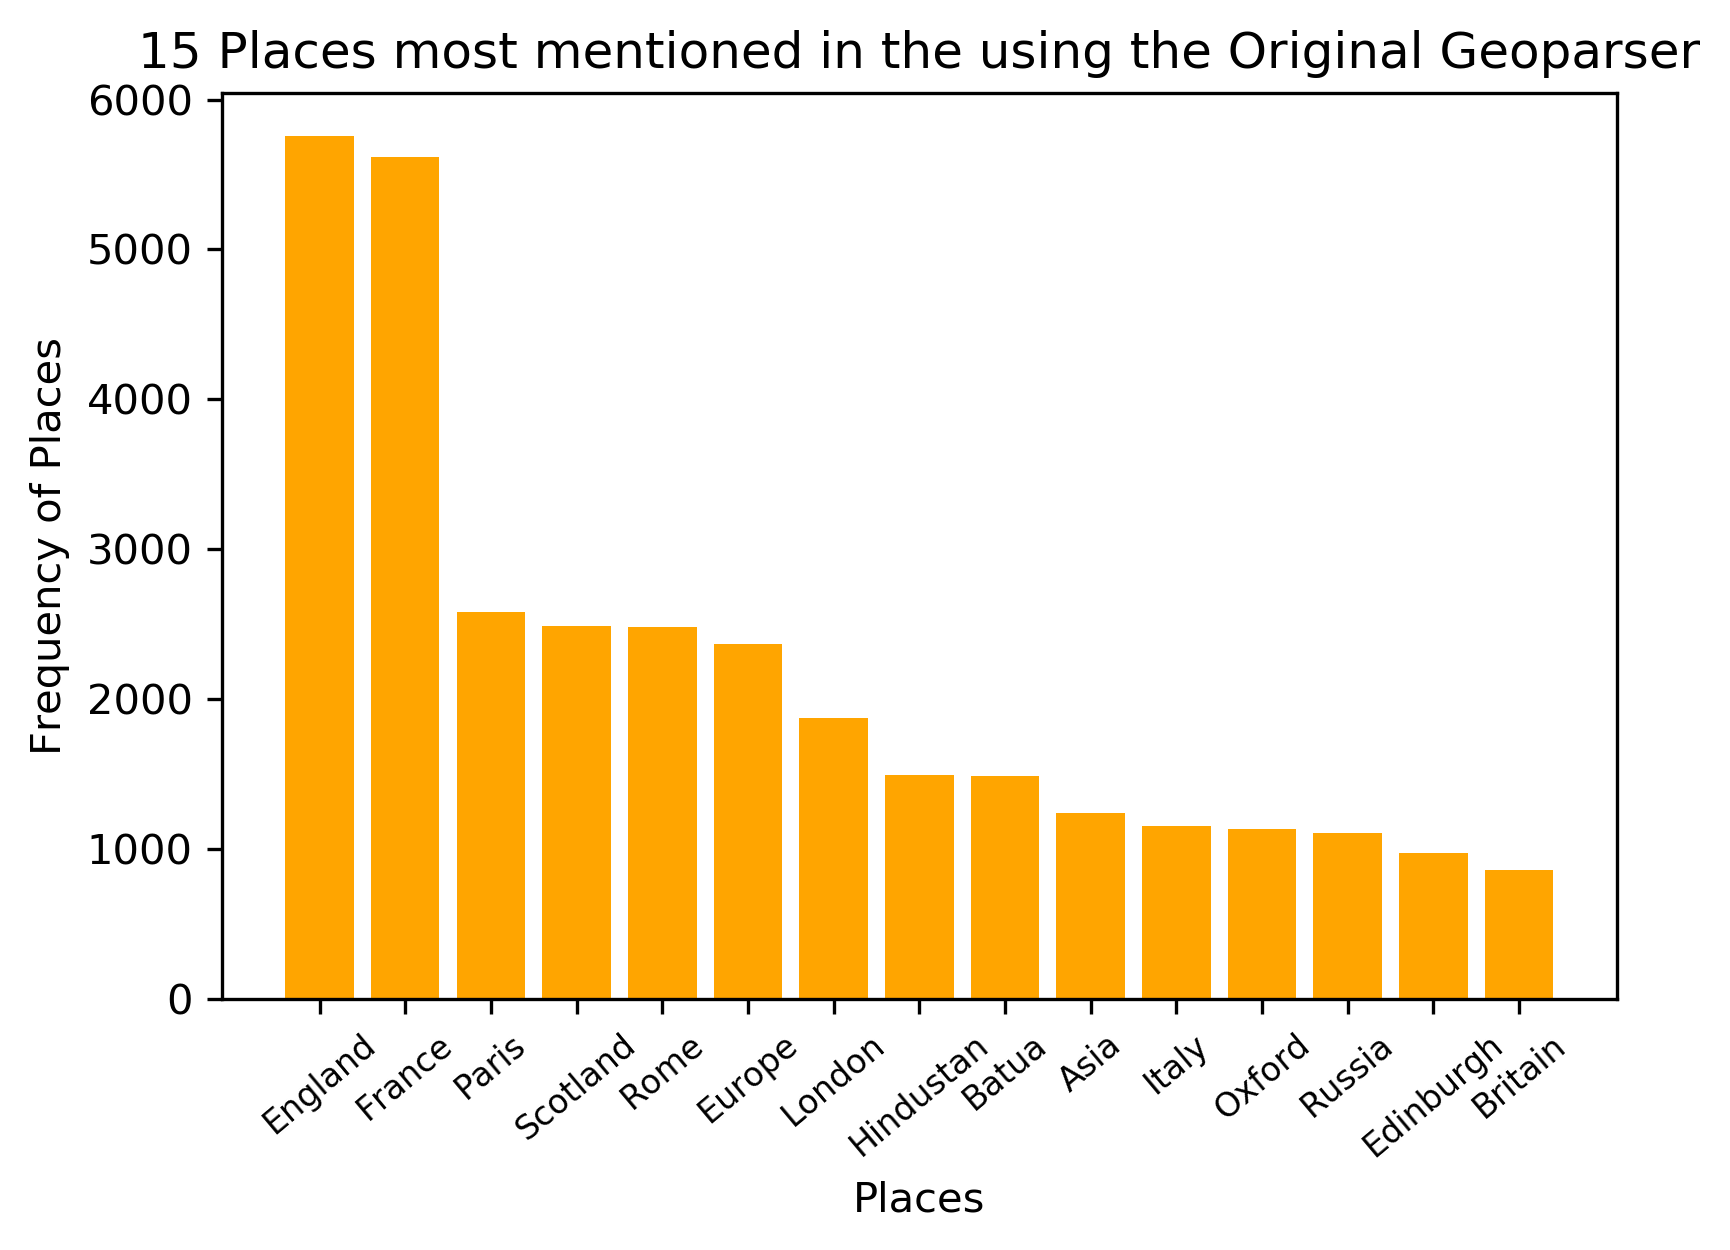 15 Places most mentioned in the using the Original Geoparser
6000
5000
4000
3000
2000
1000
0
Frequency of Places
England
France
Paris
Scotland
Rome
Europe
London
Hindustan
Batua
Asia
Italy
Oxford
Russia
Edinburgh
Britain
Places